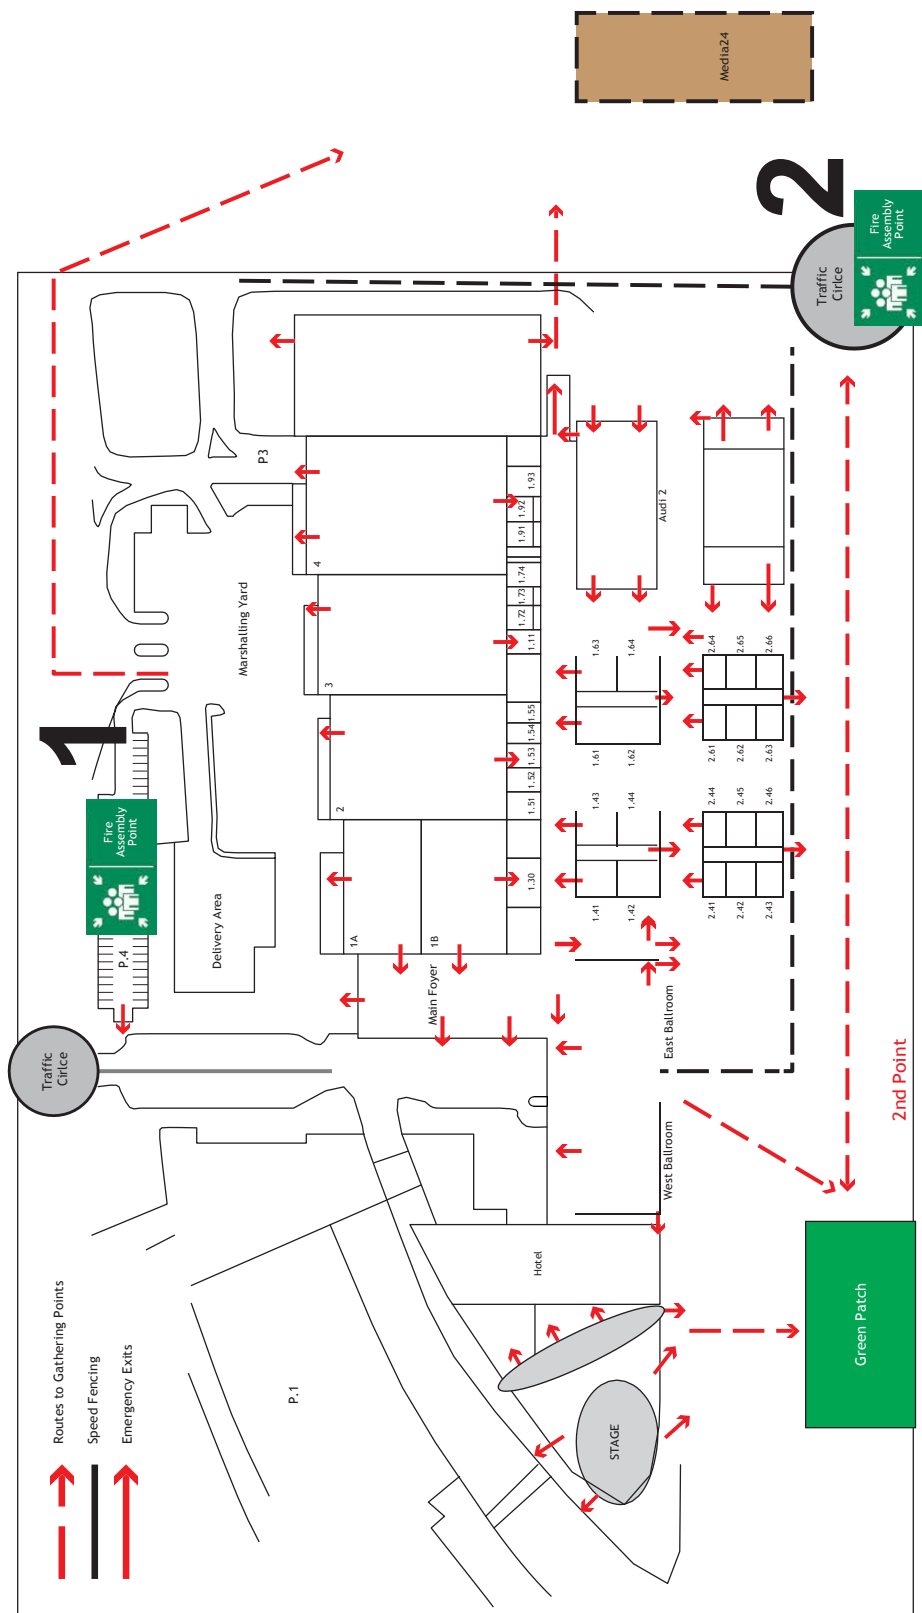 Media24
2
Fire
Assembly
Point
Traffic
Cirlce
P3
1.93
1.92
1.91
1.74
1.73
1.72
1.11
4
Audi 2
Marshalling Yard
3
1
Fire
Assembly
Point
P.4
Delivery Area
2
1.55
1.54
1.53
1.52
1.51
1.30
1A
1B
Main Foyer
1.63
1.64
1.61
1.62
1.43
1.44
1.41
1.42
2.64
2.65
2.66
2.61
2.62
2.63
2.44
2.45
2.46
2.41
2.42
2.43
Traffic
Cirlce
East Ballroom
West Ballroom
2nd Point
Hotel
STAGE
P.1
Green Patch
Routes to Gathering Points
Speed Fencing
Emergency Exits